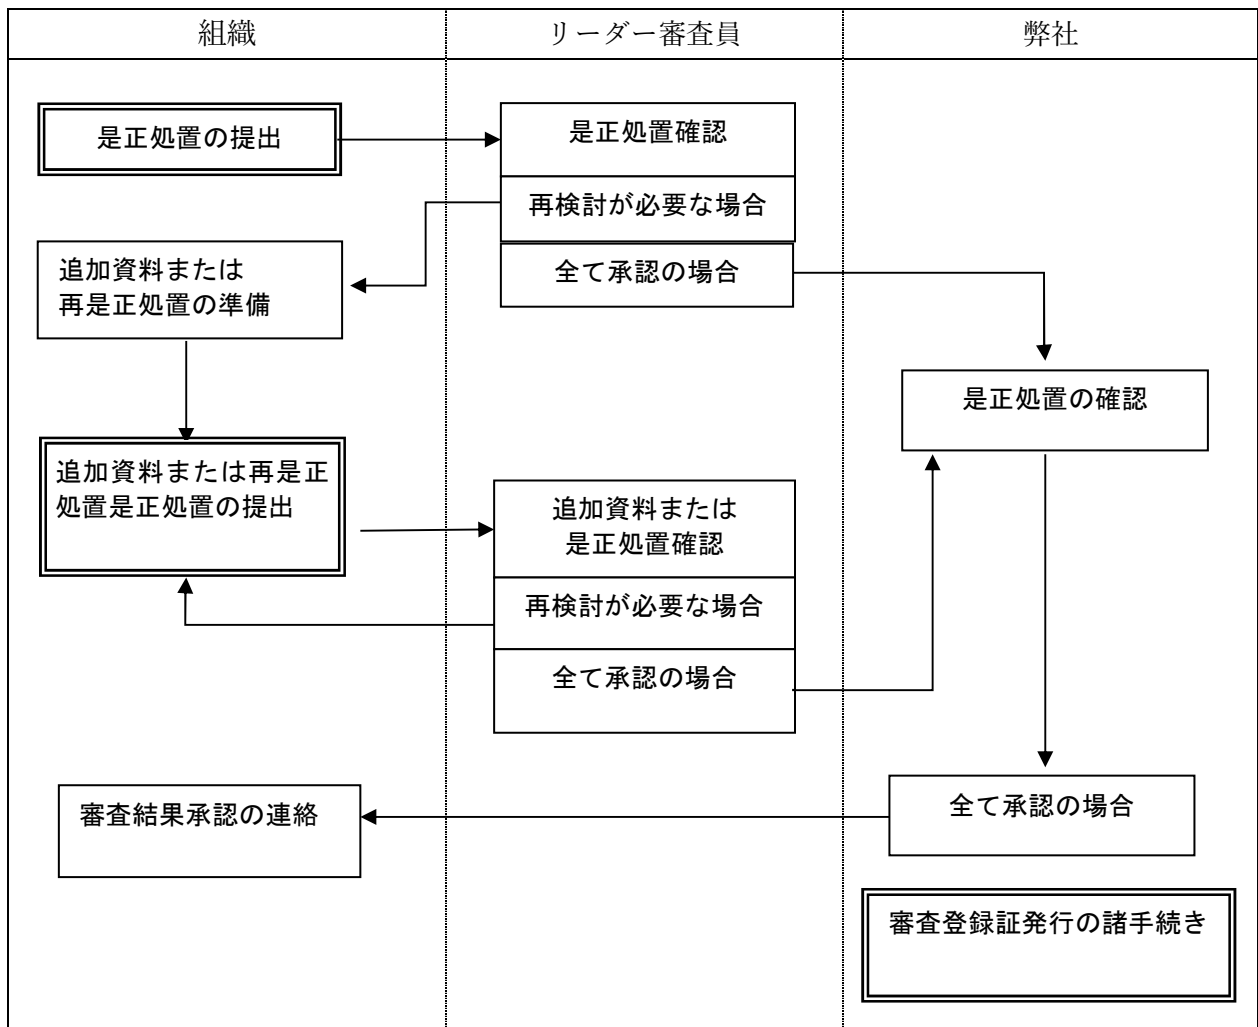 組織
リーダー審査員
弊社
是正処置の提出
是正処置確認
再検討が必要な場合
全て承認の場合
追加資料または
再是正処置の準備
是正処置の確認
追加資料または再是正
処置是正処置の提出
追加資料または
是正処置確認
再検討が必要な場合
全て承認の場合
審査結果承認の連絡
全て承認の場合
審査登録証発行の諸手続き